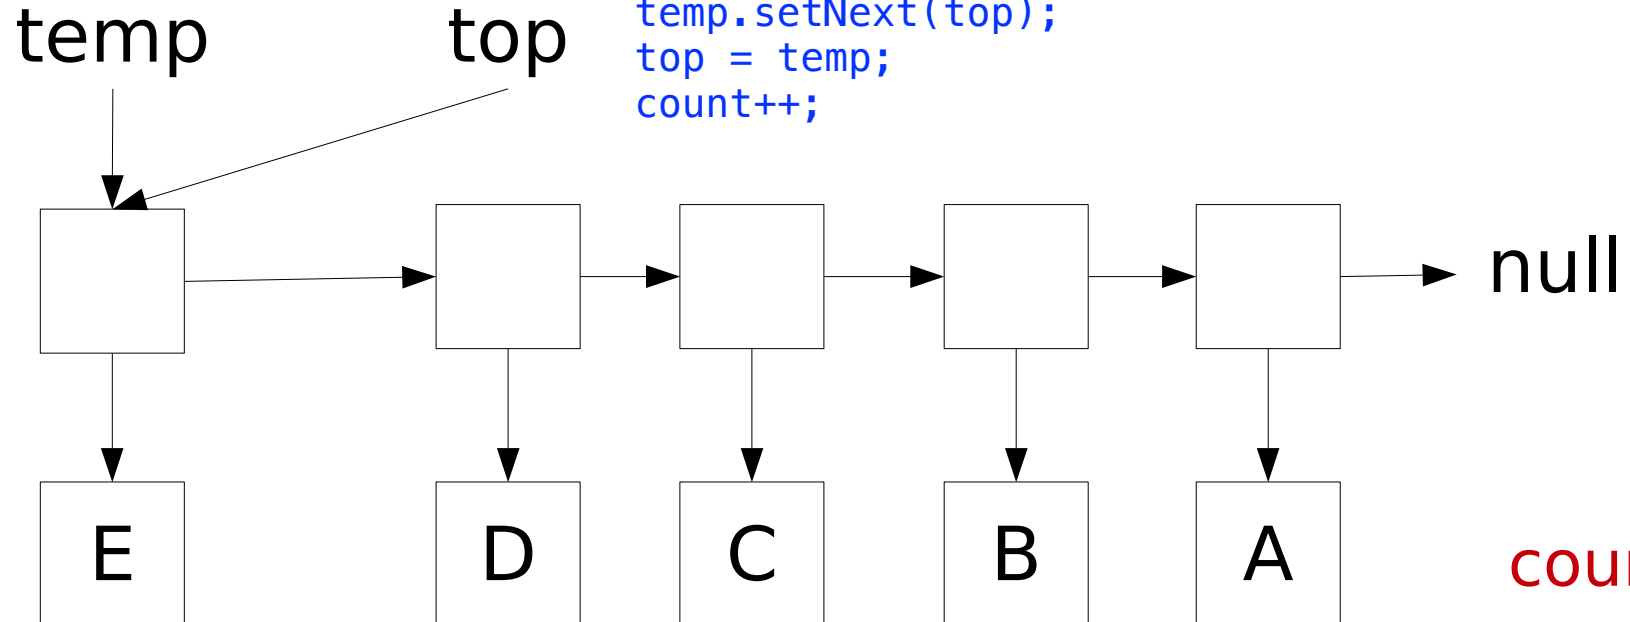 temp top temp.setNext(top);
top = temp;
count++;
null
E D C B A